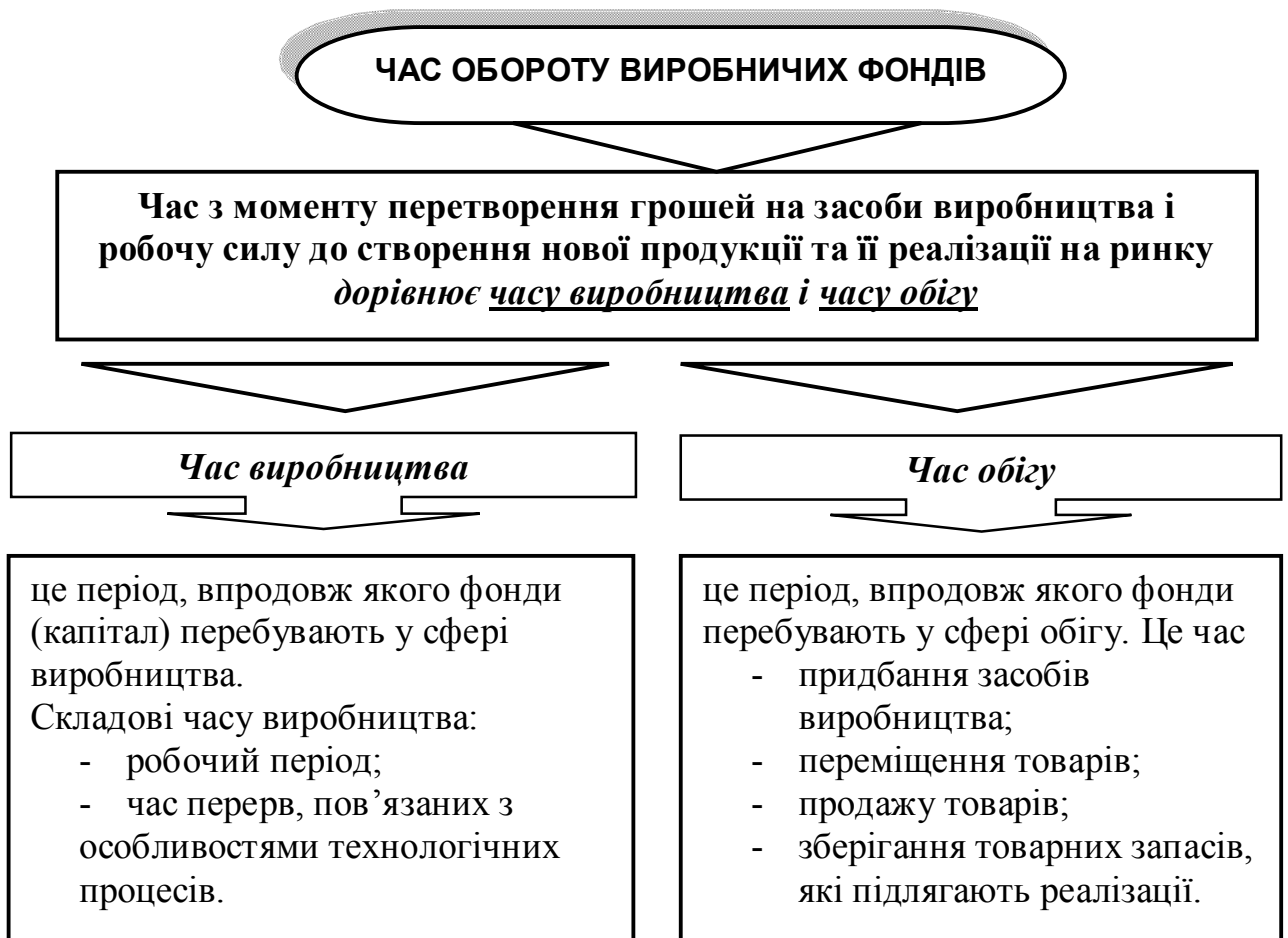 ЧАС ОБОРОТУ ВИРОБНИЧИХ ФОНДІВ
Час з моменту перетворення грошей на засоби виробництва і
робочу силу до створення нової продукції та її реалізації на ринку
дорівнює часу виробництва і часу обігу
Час виробництва
це період, впродовж якого фонди
(капітал) перебувають у сфері
виробництва.
Складові часу виробництва:
- робочий період;
- час перерв, пов’язаних з
особливостями технологічних
процесів.
Час обігу
це період, впродовж якого фонди
перебувають у сфері обігу. Це час
- придбання засобів
виробництва;
- переміщення товарів;
- продажу товарів;
- зберігання товарних запасів,
які підлягають реалізації.